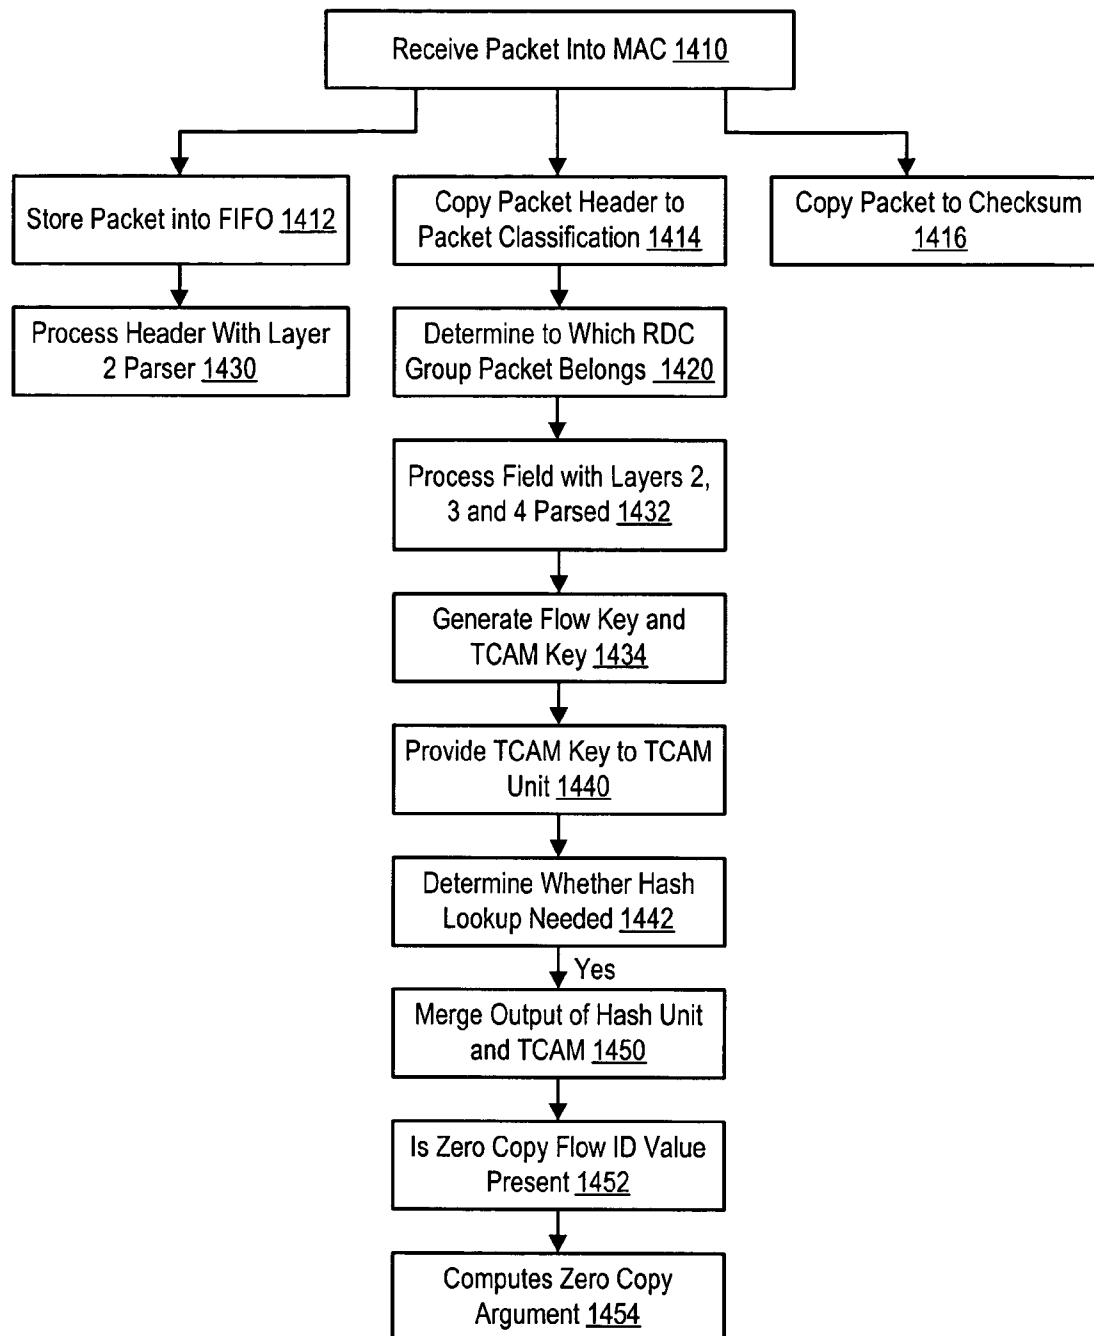 Receive Packet Into MAC 1410
Store Packet into FIFO 1412
Copy Packet Header to
Packet Classification 1414
Copy Packet to Checksum
1416
Process Header With Layer
2 Parser 1430
Determine to Which RDC
Group Packet Belongs 1420
Process Field with Layers 2,
3 and 4 Parsed 1432
Generate Flow Key and
TCAM Key 1434
Provide TCAM Key to TCAM
Unit 1440
Determine Whether Hash
Lookup Needed 1442
Yes
Merge Output of Hash Unit
and TCAM 1450
Is Zero Copy Flow ID Value
Present 1452
Computes Zero Copy
Argument 1454